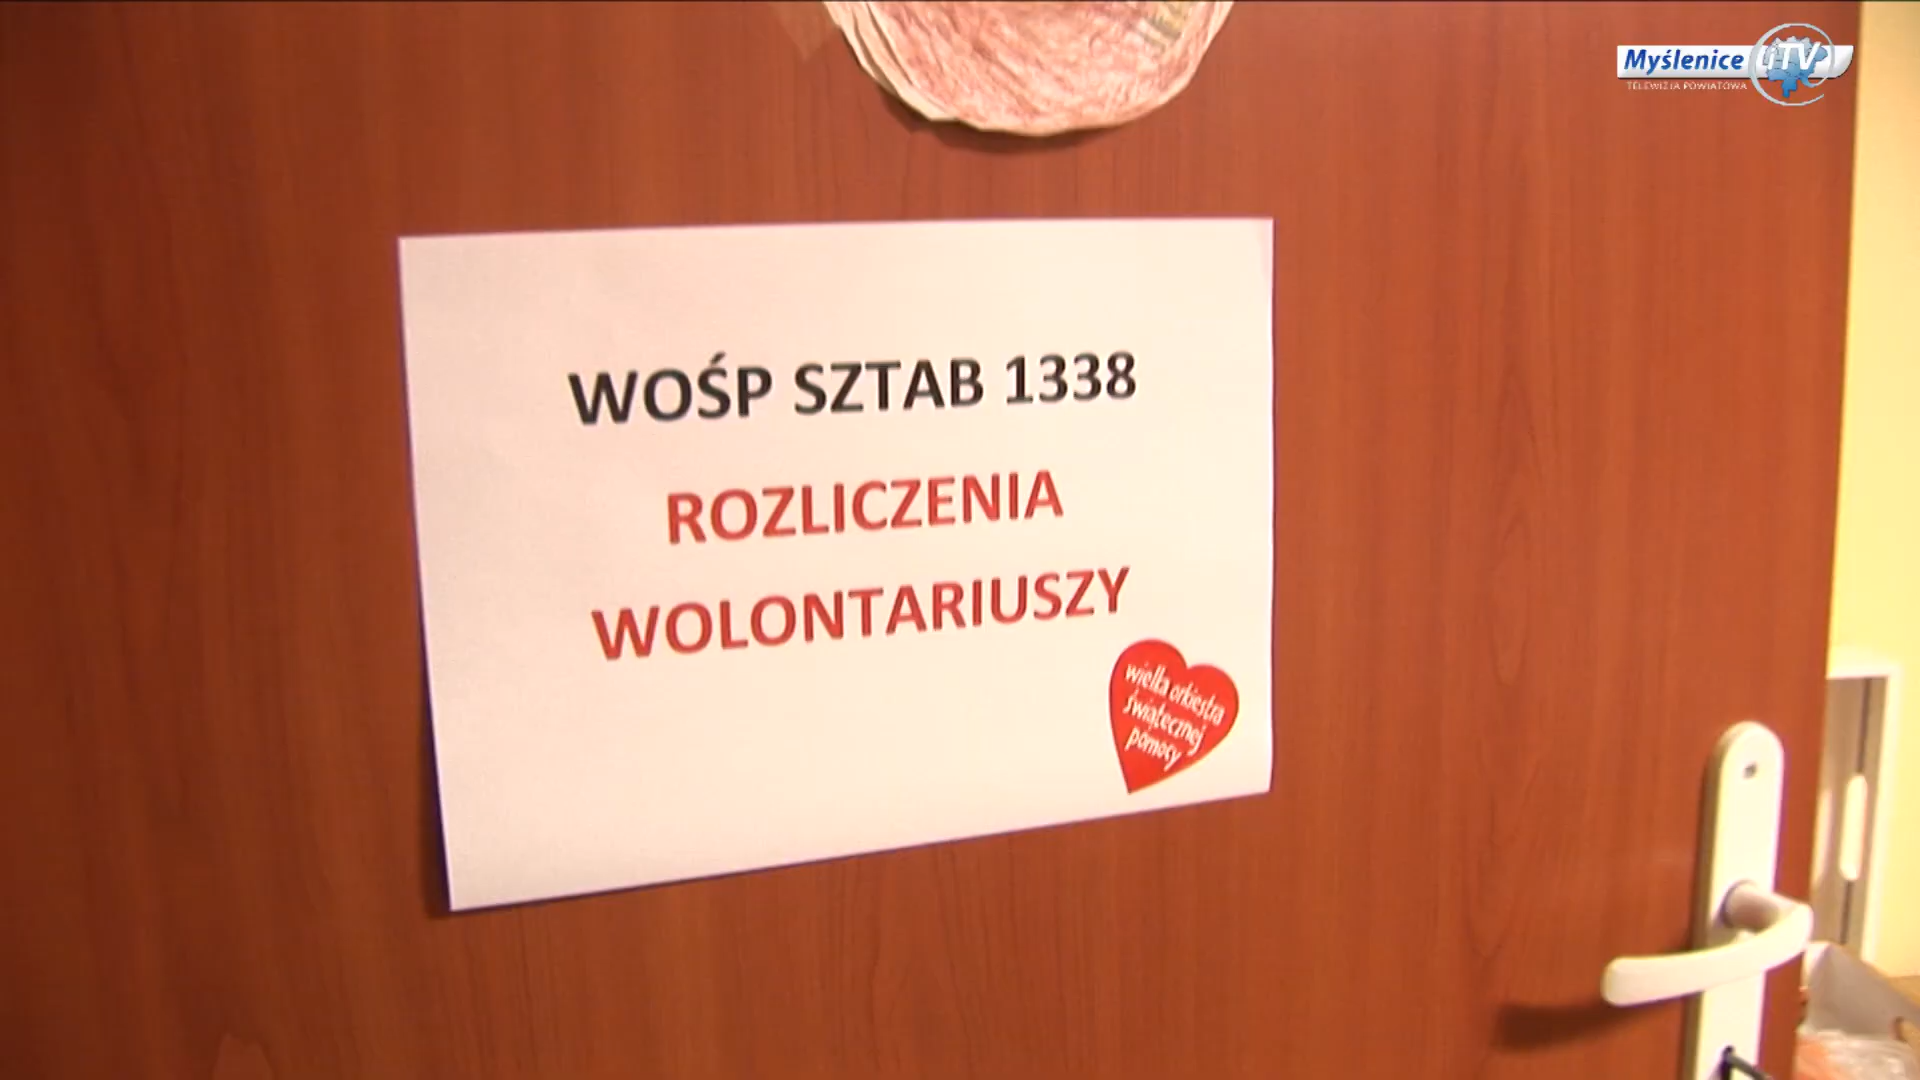 Myślenice iTV
TELEWIZJA POWIATOWA
WOŚP SZTAB 1338
ROZLICZENIA
WOLONTARIUSZY
wielka orkiestra
świątecznej
pomocy